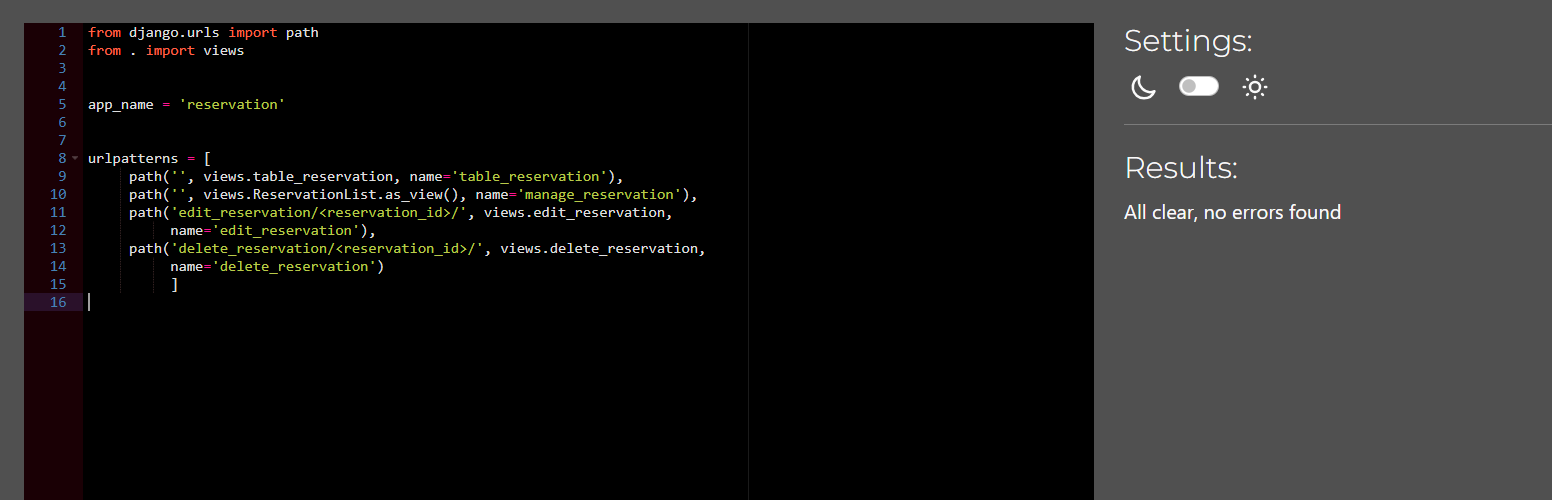 1 from django.urls import path
2 from . import views
3
4
5 app_name = 'reservation'
6
7
8 urlpatterns = [
9     path('', views.table_reservation, name='table_reservation'),
10     path('', views.ReservationList.as_view(), name='manage_reservation'),
11     path('edit_reservation/<reservation_id>/', views.edit_reservation,
12          name='edit_reservation'),
13     path('delete_reservation/<reservation_id>/', views.delete_reservation,
14          name='delete_reservation')
15          ]
16
Settings:
Results:
All clear, no errors found